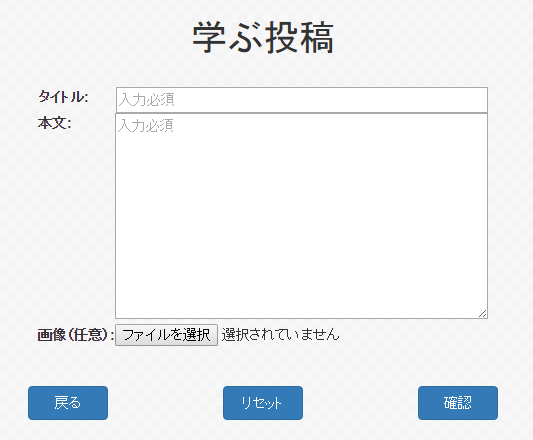 学ぶ投稿
タイトル: 入力必須
本文: 入力必須
画像(任意): ファイルを選択 選択されていません
戻る リセット 確認